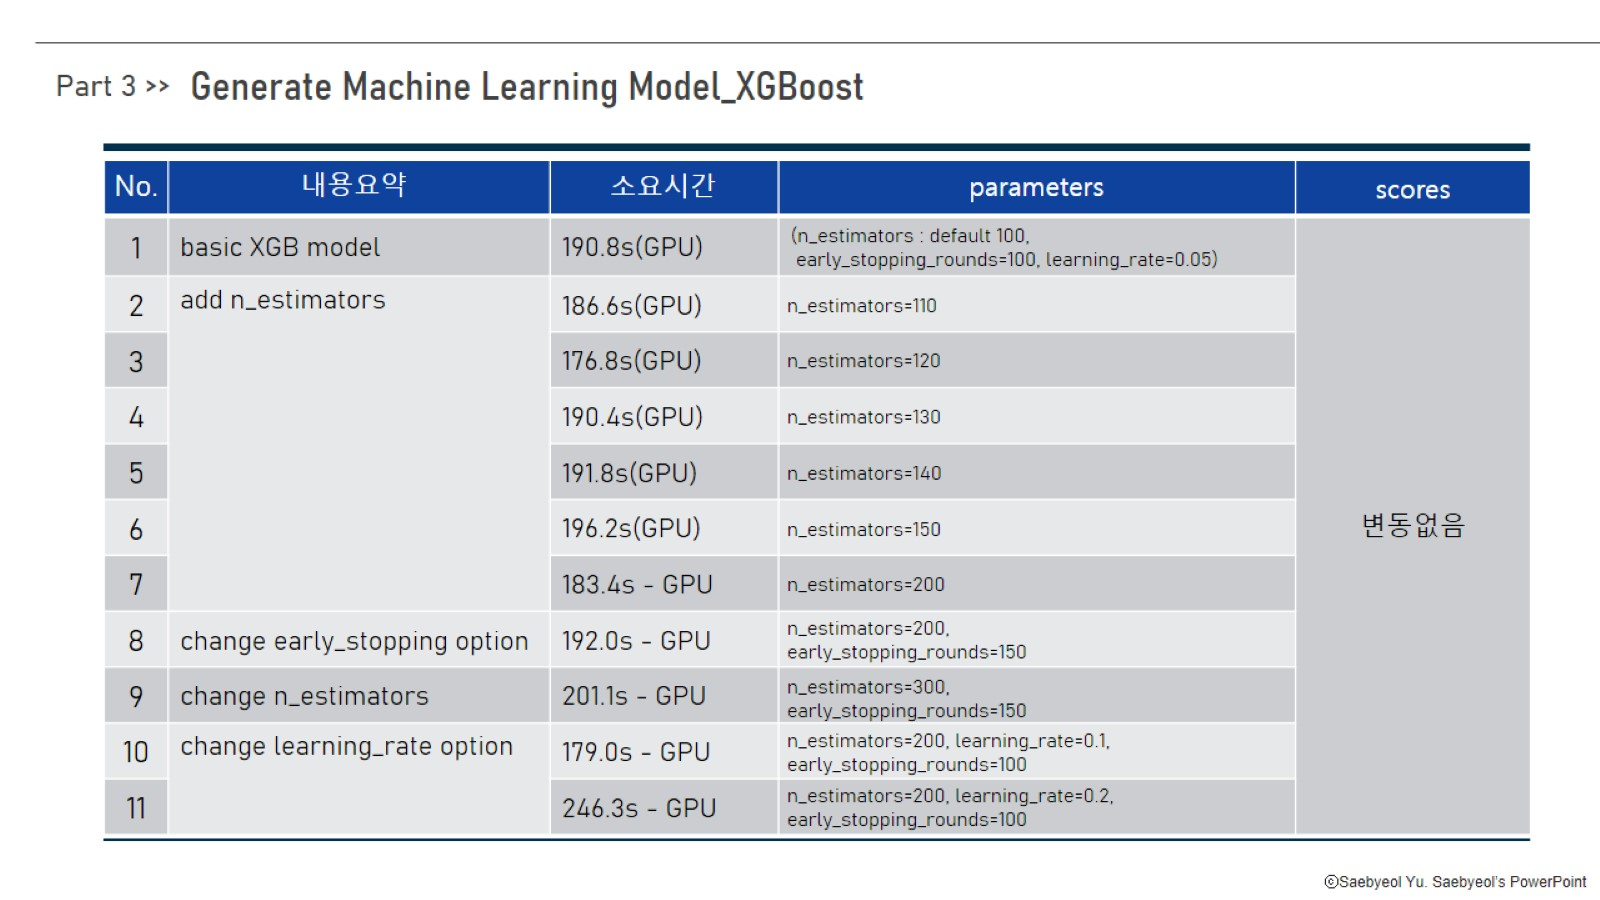 Part 3 >> Generate Machine Learning Model_XGBoost
No. 내용요약 소요시간 parameters scores
1 basic XGB model 190.8s(GPU) (n_estimators : default 100,
early_stopping_rounds=100, learning_rate=0.05)
2 add n_estimators 186.6s(GPU) n_estimators=110
3 176.8s(GPU) n_estimators=120
4 190.4s(GPU) n_estimators=130
5 191.8s(GPU) n_estimators=140
6 196.2s(GPU) n_estimators=150
변동없음
7 183.4s - GPU n_estimators=200
8 change early_stopping option 192.0s - GPU n_estimators=200,
early_stopping_rounds=150
9 change n_estimators 201.1s - GPU n_estimators=300,
early_stopping_rounds=150
10 change learning_rate option 179.0s - GPU n_estimators=200, learning_rate=0.1,
early_stopping_rounds=100
11 246.3s - GPU n_estimators=200, learning_rate=0.2,
early_stopping_rounds=100
ⓒSaebyeol Yu. Saebyeol's PowerPoint